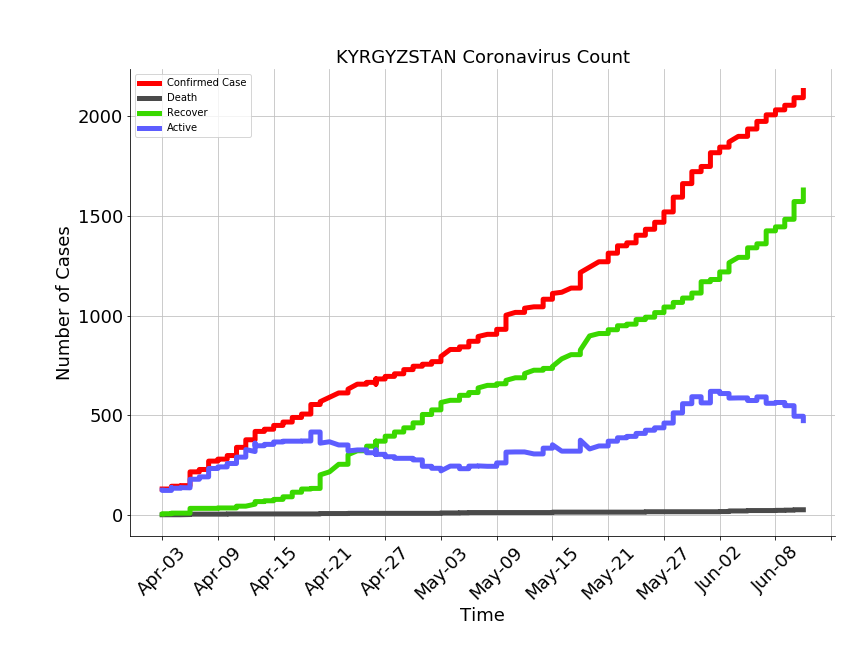 KYRGYZSTAN Coronavirus Count
Confirmed Case
Death
Recover
Active
Number of Cases
2000
1500
1000
500
0
Apr-03
Apr-09
Apr-15
Apr-21
Apr-27
May-03
May-09
May-15
May-21
May-27
Jun-02
Jun-08
Time